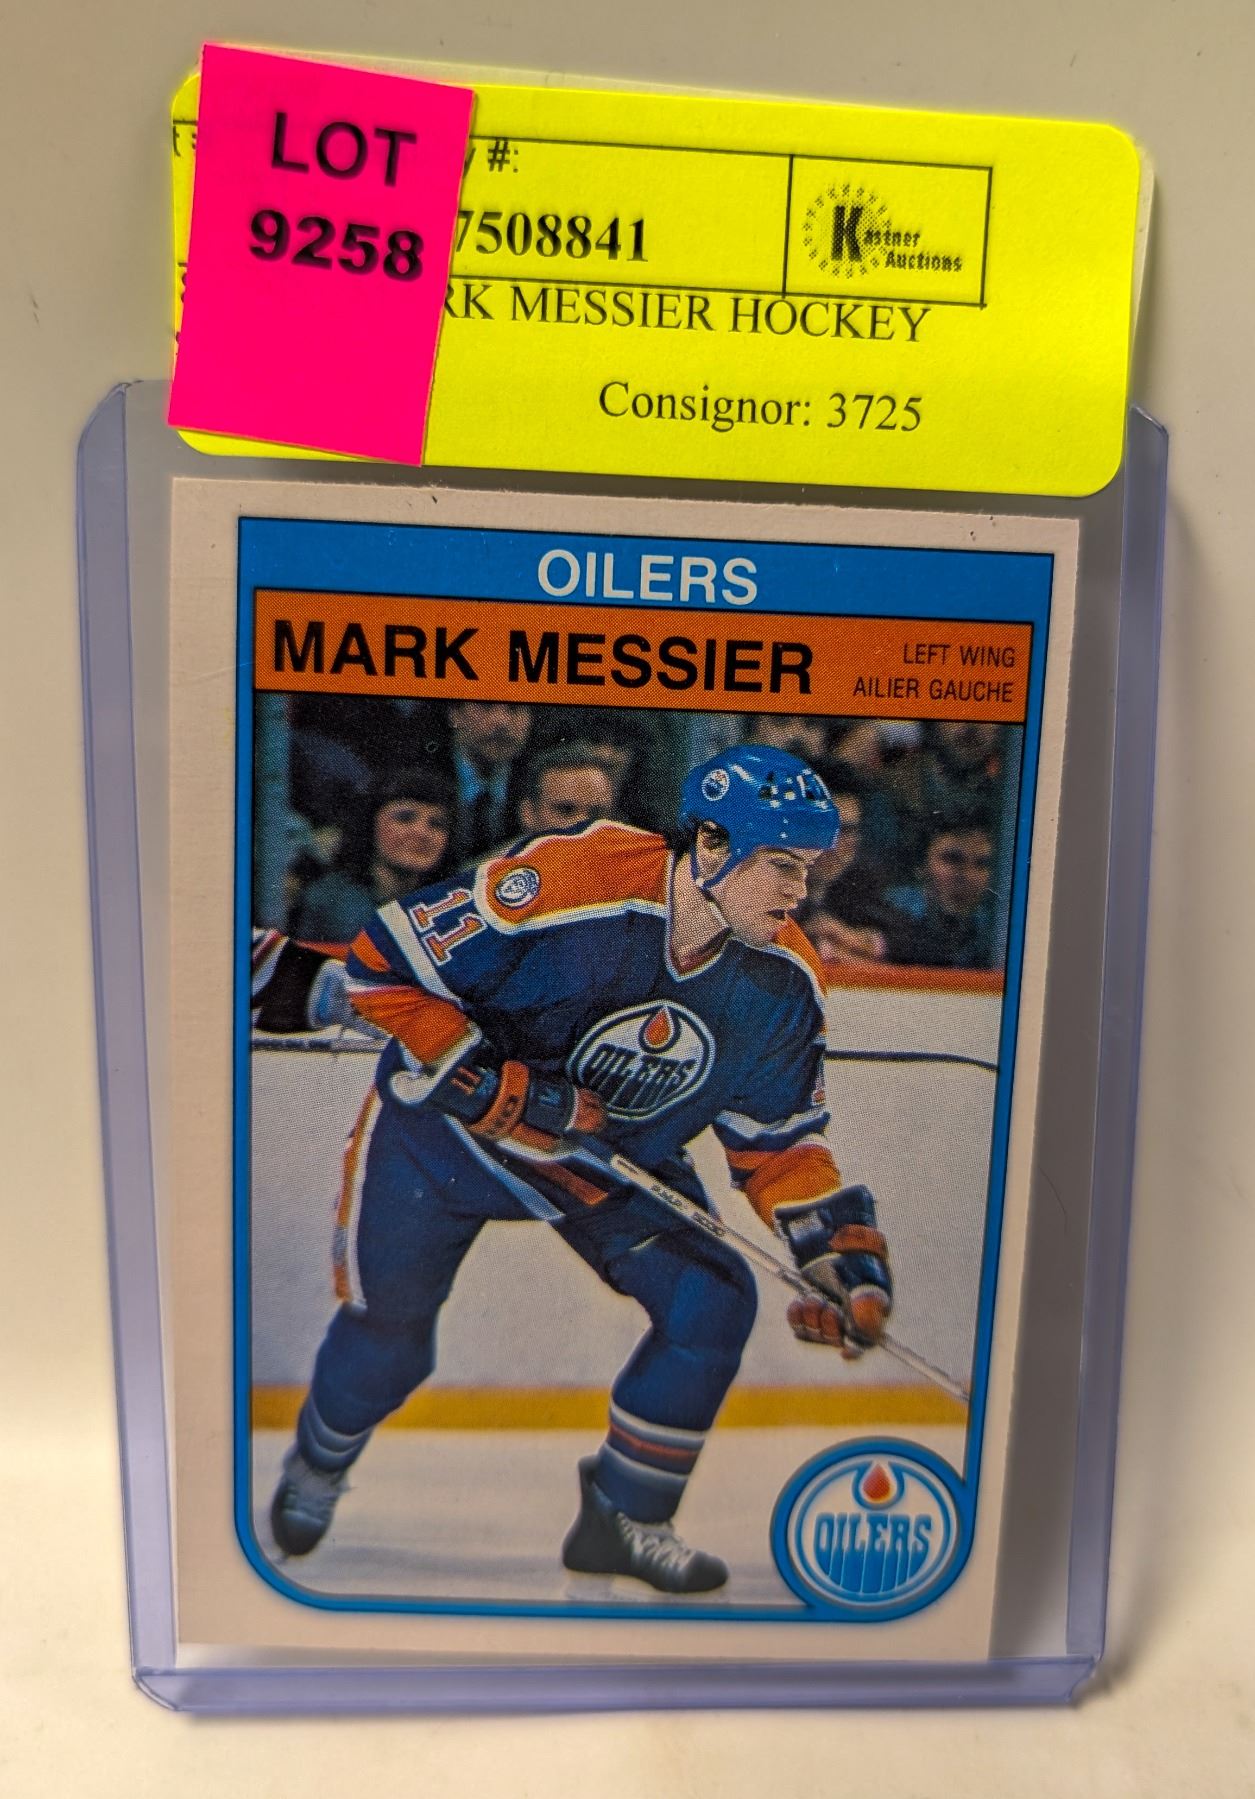 LOT
9258
#:
7508841
Kastner
Auctions
RK MESSIER HOCKEY
Consignor: 3725
OILERS
MARK MESSIER
LEFT WING
AILIER GAUCHE
11
OILERS
OILERS